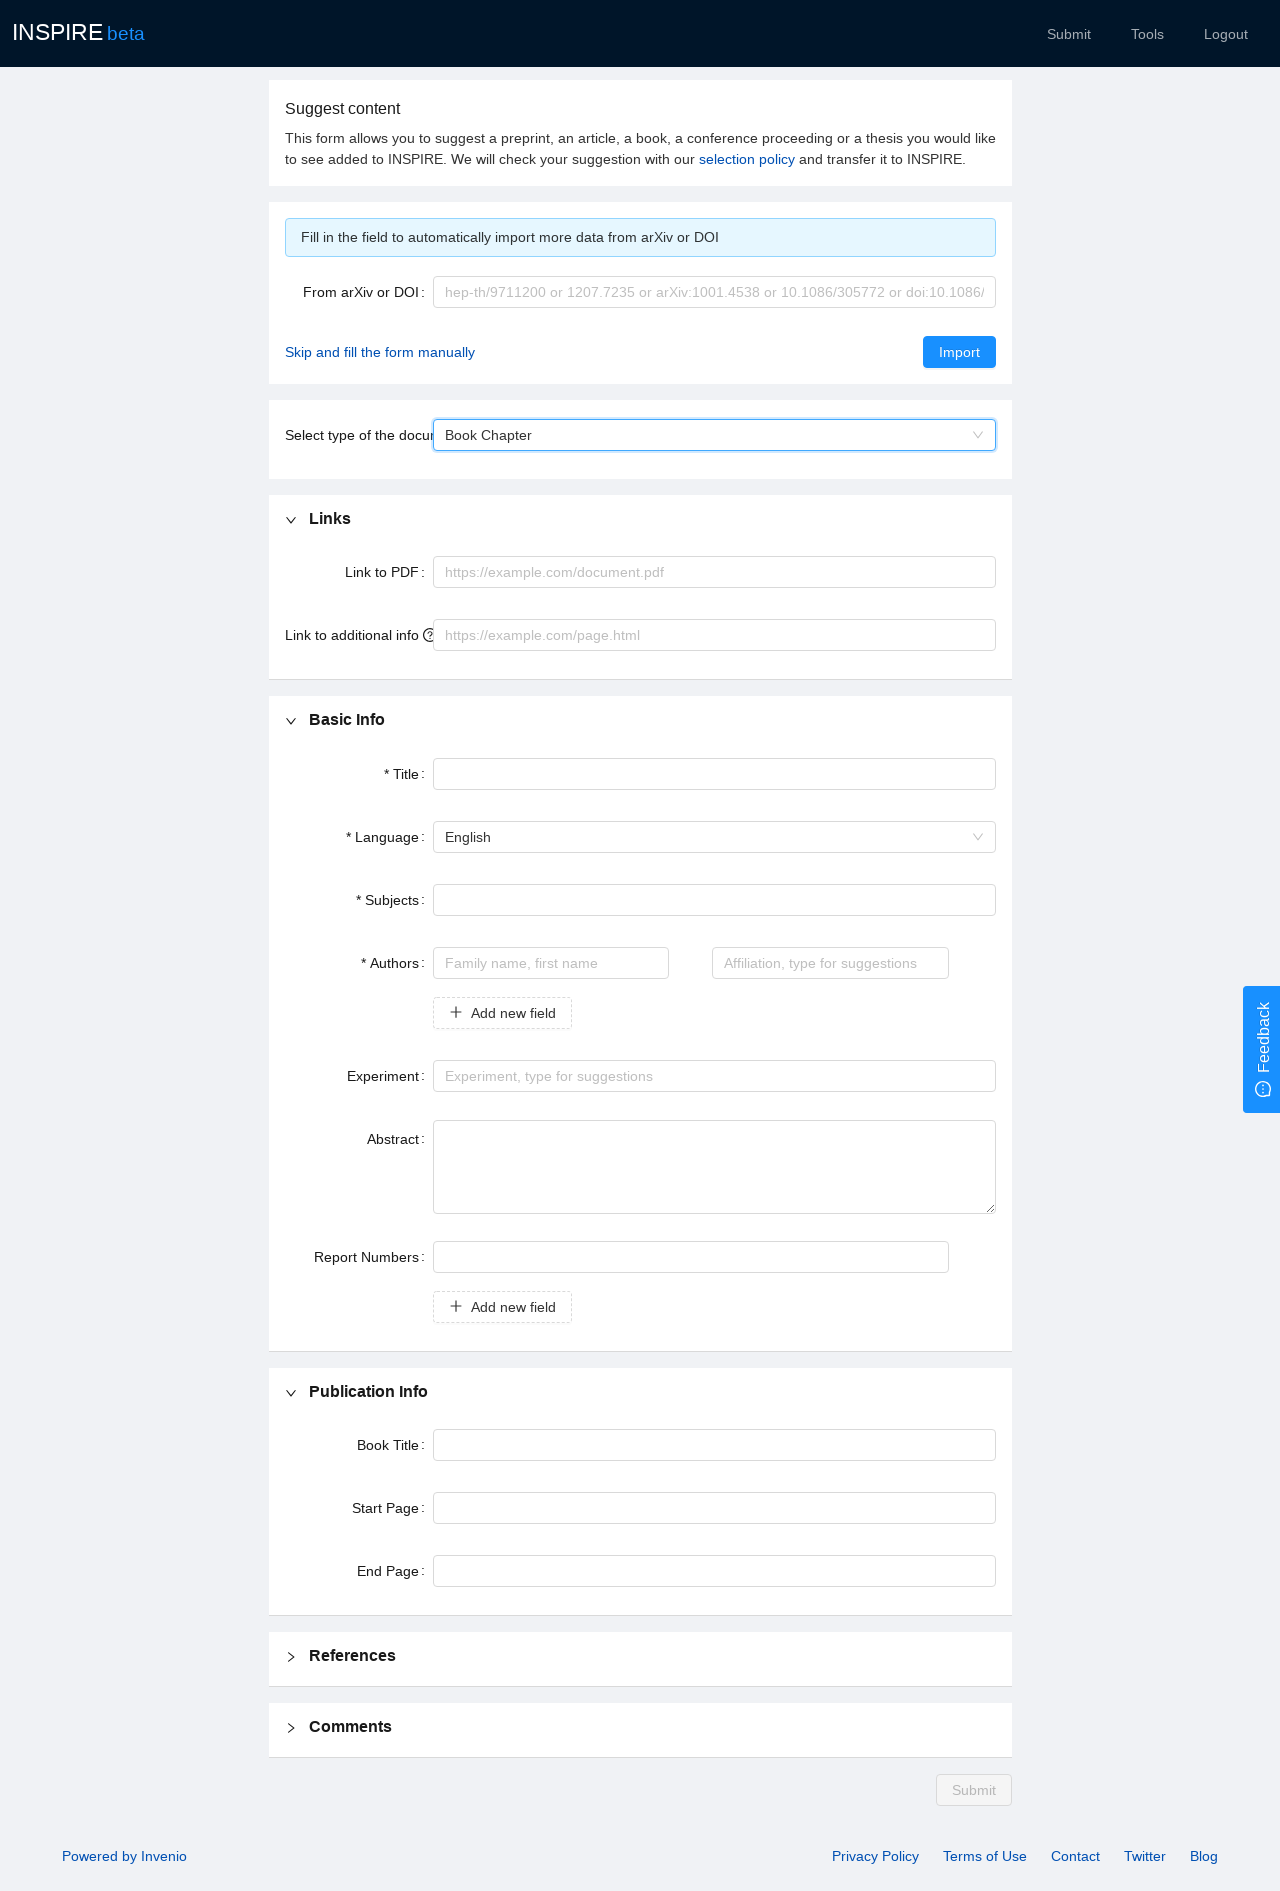 INSPIRE beta
Submit
Tools
Logout
Suggest content
This form allows you to suggest a preprint, an article, a book, a conference proceeding or a thesis you would like
to see added to INSPIRE. We will check your suggestion with our selection policy and transfer it to INSPIRE.
Fill in the field to automatically import more data from arXiv or DOI
From arXiv or DOI : hep-th/9711200 or 1207.7235 or arXiv:1001.4538 or 10.1086/305772 or doi:10.1086/
Skip and fill the form manually
Import
Select type of the docu
Book Chapter
Links
Link to PDF : https://example.com/document.pdf
Link to additional info https://example.com/page.html
Basic Info
* Title :
* Language : English
* Subjects :
* Authors : Family name, first name Affiliation, type for suggestions
Add new field
Feedback
Experiment : Experiment, type for suggestions
Abstract :
Report Numbers :
Add new field
Publication Info
Book Title :
Start Page :
End Page :
References
Comments
Submit
Powered by Invenio
Privacy Policy
Terms of Use
Contact
Twitter
Blog